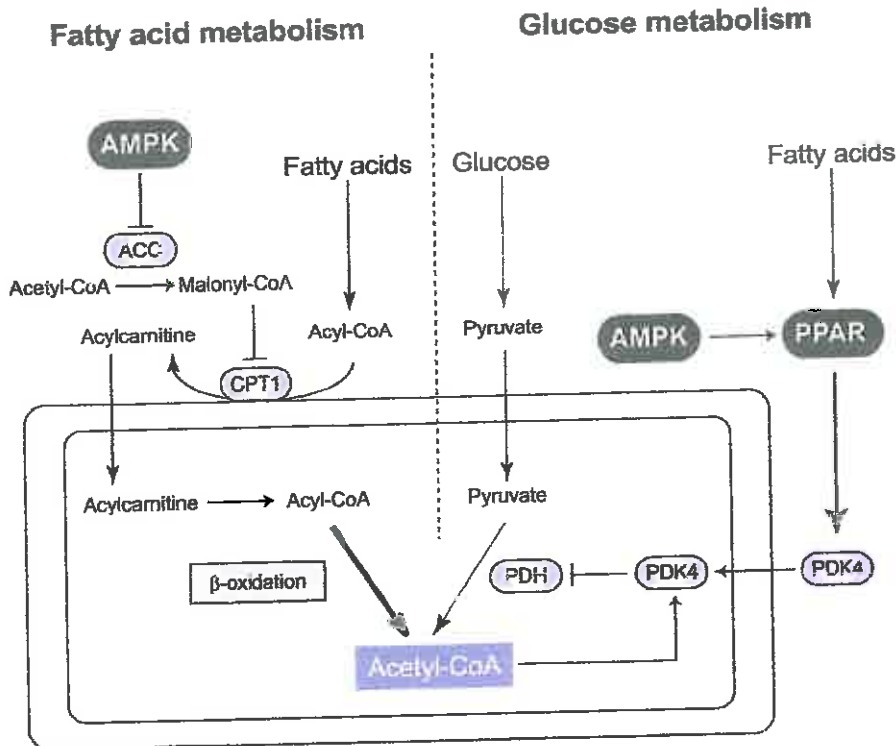 Fatty acid metabolism
Glucose metabolism
AMPK
Fatty acids
Glucose
Fatty acids
ACC
Acetyl-CoA
Malonyl-CoA
Acylcarnitine
Acyl-CoA
Pyruvate
AMPK
PPAR
CPT1
Acylcarnitine
Acyl-CoA
Pyruvate
β-oxidation
PDH
PDK4
PDK4
Acetyl-CoA